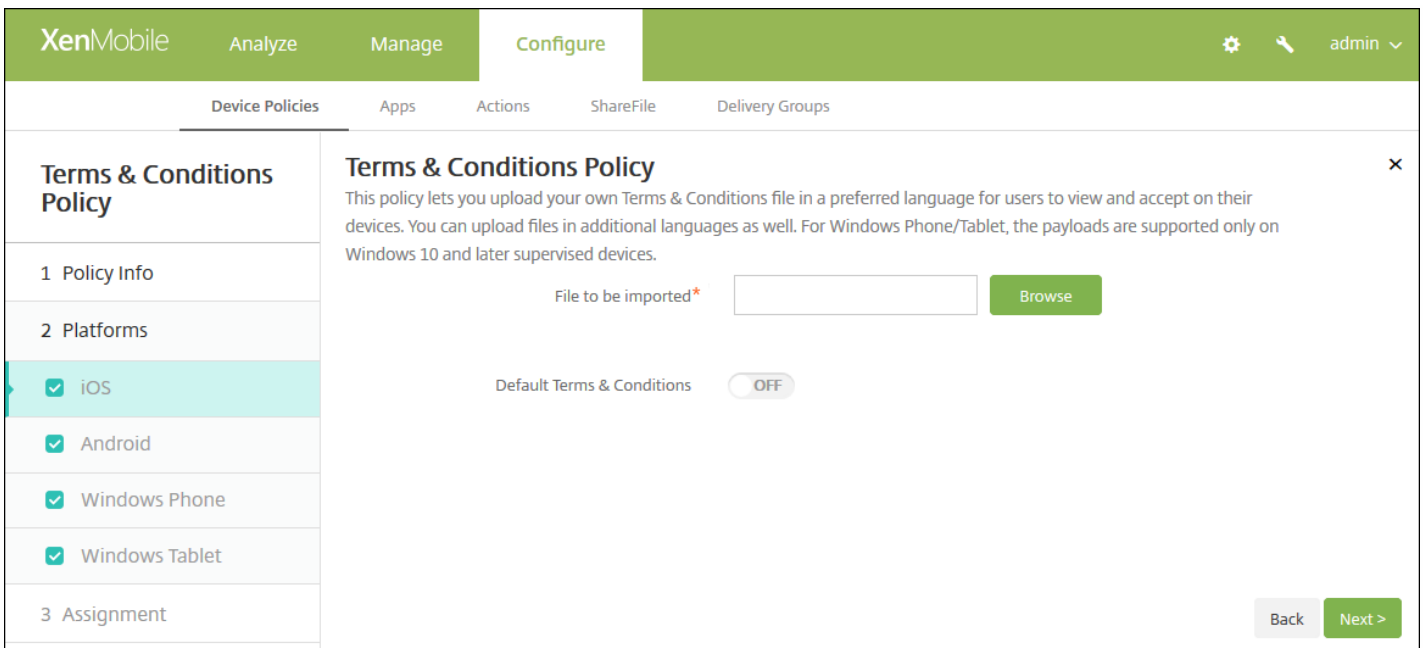 XenMobile Analyze Manage Configure admin
Device Policies Apps Actions ShareFile Delivery Groups
Terms & Conditions
Policy
1 Policy Info
2 Platforms
iOS
Android
Windows Phone
Windows Tablet
3 Assignment
Terms & Conditions Policy
This policy lets you upload your own Terms & Conditions file in a preferred language for users to view and accept on their
devices. You can upload files in additional languages as well. For Windows Phone/Tablet, the payloads are supported only on
Windows 10 and later supervised devices.
File to be imported* Browse
Default Terms & Conditions OFF
Back Next >